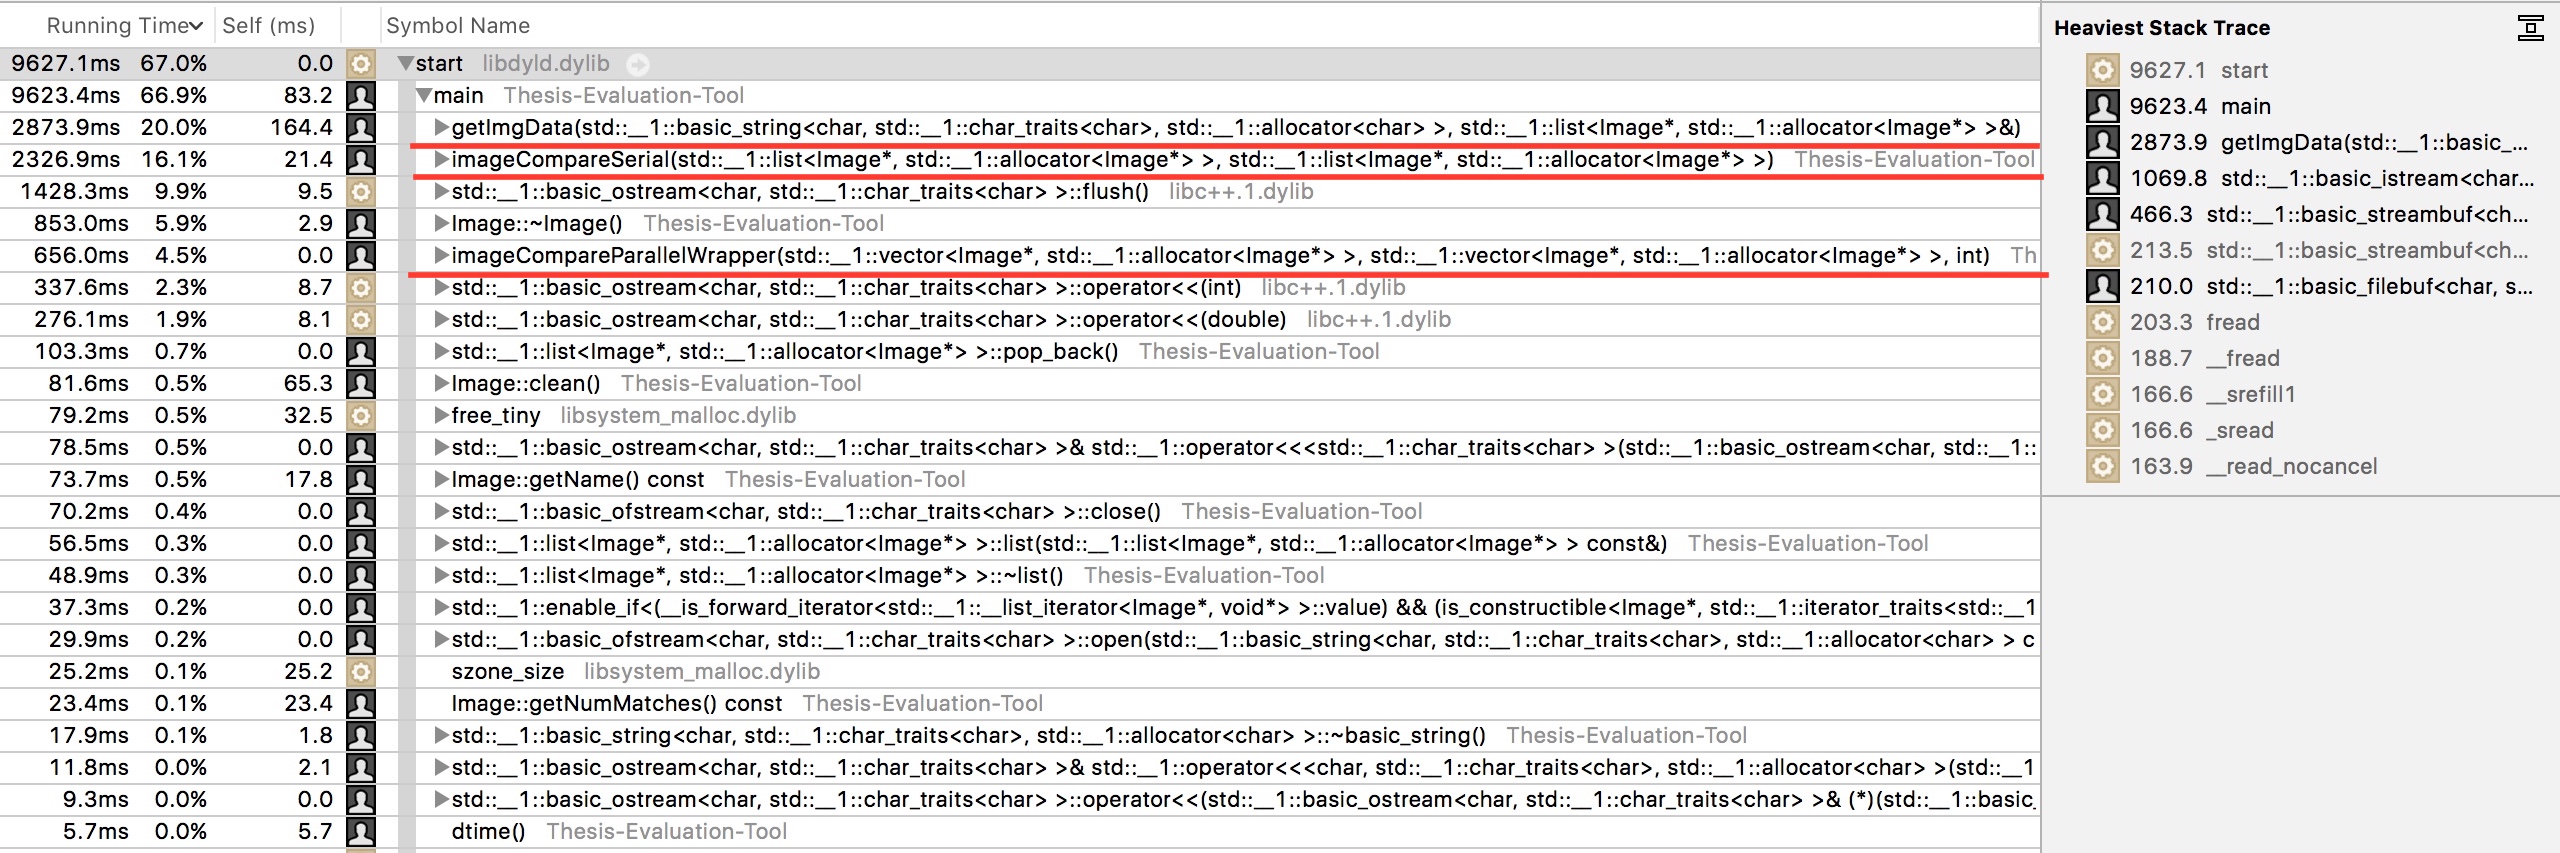 Running Time Self (ms) Symbol Name
9627.1ms 67.0% 0.0 start libdyld.dylib
9623.4ms 66.9% 83.2 main Thesis-Evaluation-Tool
2873.9ms 20.0% 164.4 getImgData(std::__1::basic_string<char, std::__1::char_traits<char>, std::__1::allocator<char> >, std::__1::list<Image*, std::__1::allocator<Image*> >&)
2326.9ms 16.1% 21.4 imageCompareSerial(std::__1::list<Image*, std::__1::allocator<Image*> >, std::__1::list<Image*, std::__1::allocator<Image*> >) Thesis-Evaluation-Tool
1428.3ms 9.9% 9.5 std::__1::basic_ostream<char, std::__1::char_traits<char> >::flush() libc++.1.dylib
853.0ms 5.9% 2.9 Image::~Image() Thesis-Evaluation-Tool
656.0ms 4.5% 0.0 imageCompareParallelWrapper(std::__1::vector<Image*, std::__1::allocator<Image*> >, std::__1::vector<Image*, std::__1::allocator<Image*> >, int) Th
337.6ms 2.3% 8.7 std::__1::basic_ostream<char, std::__1::char_traits<char> >::operator<<(int) libc++.1.dylib
276.1ms 1.9% 8.1 std::__1::basic_ostream<char, std::__1::char_traits<char> >::operator<<(double) libc++.1.dylib
103.3ms 0.7% 0.0 std::__1::list<Image*, std::__1::allocator<Image*> >::pop_back() Thesis-Evaluation-Tool
81.6ms 0.5% 65.3 Image::clean() Thesis-Evaluation-Tool
79.2ms 0.5% 32.5 free_tiny libsystem_malloc.dylib
78.5ms 0.5% 0.0 std::__1::basic_ostream<char, std::__1::char_traits<char> >& std::__1::operator<<<std::__1::char_traits<char> >(std::__1::basic_ostream<char, std::__1::
73.7ms 0.5% 17.8 Image::getName() const Thesis-Evaluation-Tool
70.2ms 0.4% 0.0 std::__1::basic_ofstream<char, std::__1::char_traits<char> >::close() Thesis-Evaluation-Tool
56.5ms 0.3% 0.0 std::__1::list<Image*, std::__1::allocator<Image*> >::list(std::__1::list<Image*, std::__1::allocator<Image*> > const&) Thesis-Evaluation-Tool
48.9ms 0.3% 0.0 std::__1::list<Image*, std::__1::allocator<Image*> >::~list() Thesis-Evaluation-Tool
37.3ms 0.2% 0.0 std::__1::enable_if<(__is_forward_iterator<std::__1::__list_iterator<Image*, void*> >::value) && (is_constructible<Image*, std::__1::iterator_traits<std::__1
29.9ms 0.2% 0.0 std::__1::basic_ofstream<char, std::__1::char_traits<char> >::open(std::__1::basic_string<char, std::__1::char_traits<char>, std::__1::allocator<char> > c
25.2ms 0.1% 25.2 szone_size libsystem_malloc.dylib
23.4ms 0.1% 23.4 Image::getNumMatches() const Thesis-Evaluation-Tool
17.9ms 0.1% 1.8 std::__1::basic_string<char, std::__1::char_traits<char>, std::__1::allocator<char> >::~basic_string() Thesis-Evaluation-Tool
11.8ms 0.0% 2.1 std::__1::basic_ostream<char, std::__1::char_traits<char> >& std::__1::operator<<<char, std::__1::char_traits<char>, std::__1::allocator<char> >(std::__1
9.3ms 0.0% 0.0 std::__1::basic_ostream<char, std::__1::char_traits<char> >::operator<<(std::__1::basic_ostream<char, std::__1::char_traits<char> >& (*)(std::__1::basic_
5.7ms 0.0% 5.7 dtime() Thesis-Evaluation-Tool
Heaviest Stack Trace
9627.1 start
9623.4 main
2873.9 getImgData(std::__1::basic_...
1069.8 std::__1::basic_istream<char...
466.3 std::__1::basic_streambuf<ch...
213.5 std::__1::basic_streambuf<ch...
210.0 std::__1::basic_filebuf<char, s...
203.3 fread
188.7 __fread
166.6 __srefill1
166.6 _sread
163.9 __read_nocancel